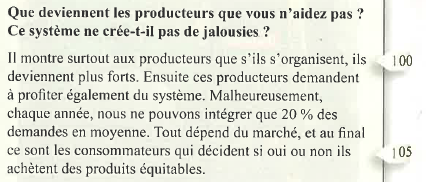 Que deviennent les producteurs que vous n'aidez pas ?
Ce système ne crée-t-il pas de jalousies ?
Il montre surtout aux producteurs que s'ils s'organisent, ils 100
deviennent plus forts. Ensuite ces producteurs demandent
à profiter également du système. Malheureusement,
chaque année, nous ne pouvons intégrer que 20 % des
demandes en moyenne. Tout dépend du marché, et au final
ce sont les consommateurs qui décident si oui ou non ils 105
achètent des produits équitables.